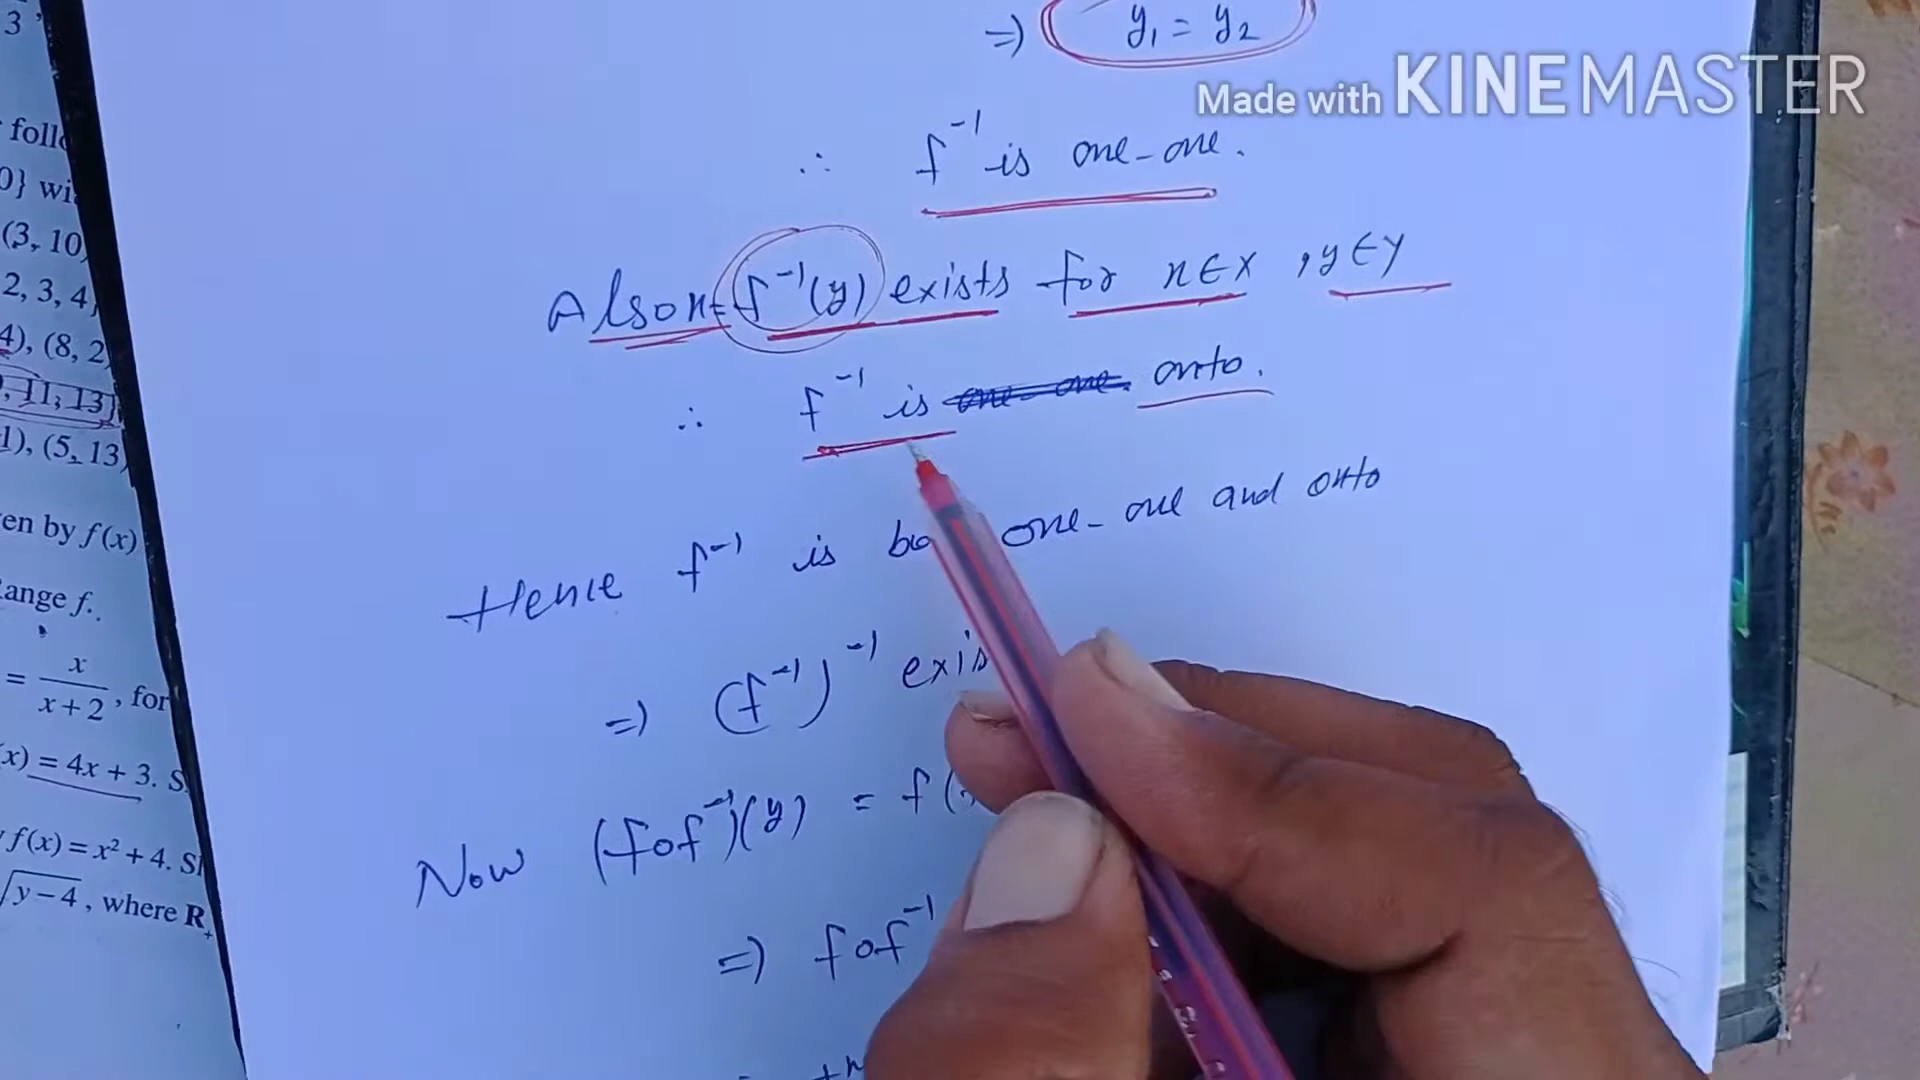 3,
⇒ y₁ = y₂
Made with KINEMASTER
∴ f⁻¹ is one-one.
Also x = f⁻¹(y) exists for x∈X, y∈Y
∴ f⁻¹ is one-one. onto.
Hence f⁻¹ is bo one-one and onto
⇒ (f⁻¹)⁻¹ exis
Now (fof⁻¹)(y) = f(
⇒ fof⁻¹
0} wi
(3, 10)
2, 3, 4
4), (8, 2
, 11, 13}
1), (5, 13)
en by f(x)
ange f.
= x/(x+2), for
(x) = 4x + 3. S
f(x) = x² + 4. S
√(y−4), where R₊